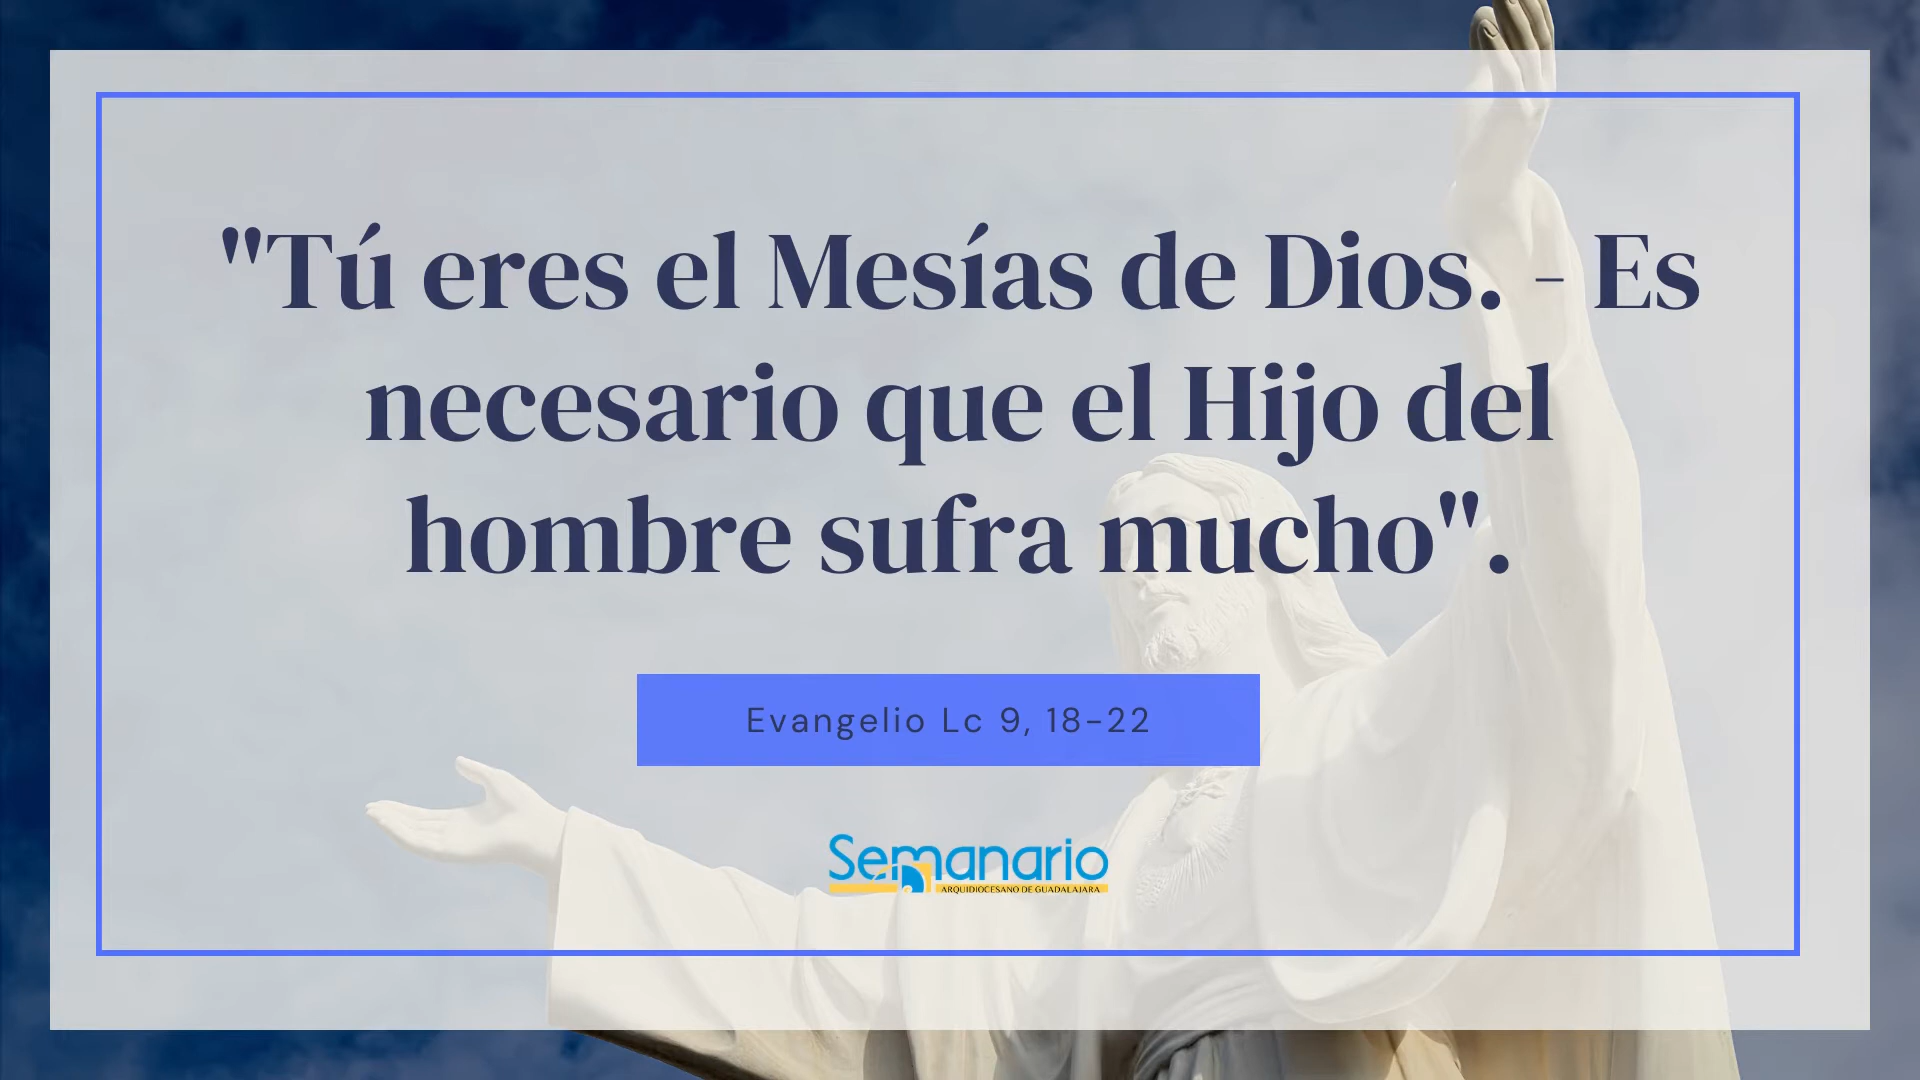 "Tú eres el Mesías de Dios. - Es
necesario que el Hijo del
hombre sufra mucho".
Evangelio Lc 9, 18-22
Semanario
ARQUIDIOCESANO DE GUADALAJARA